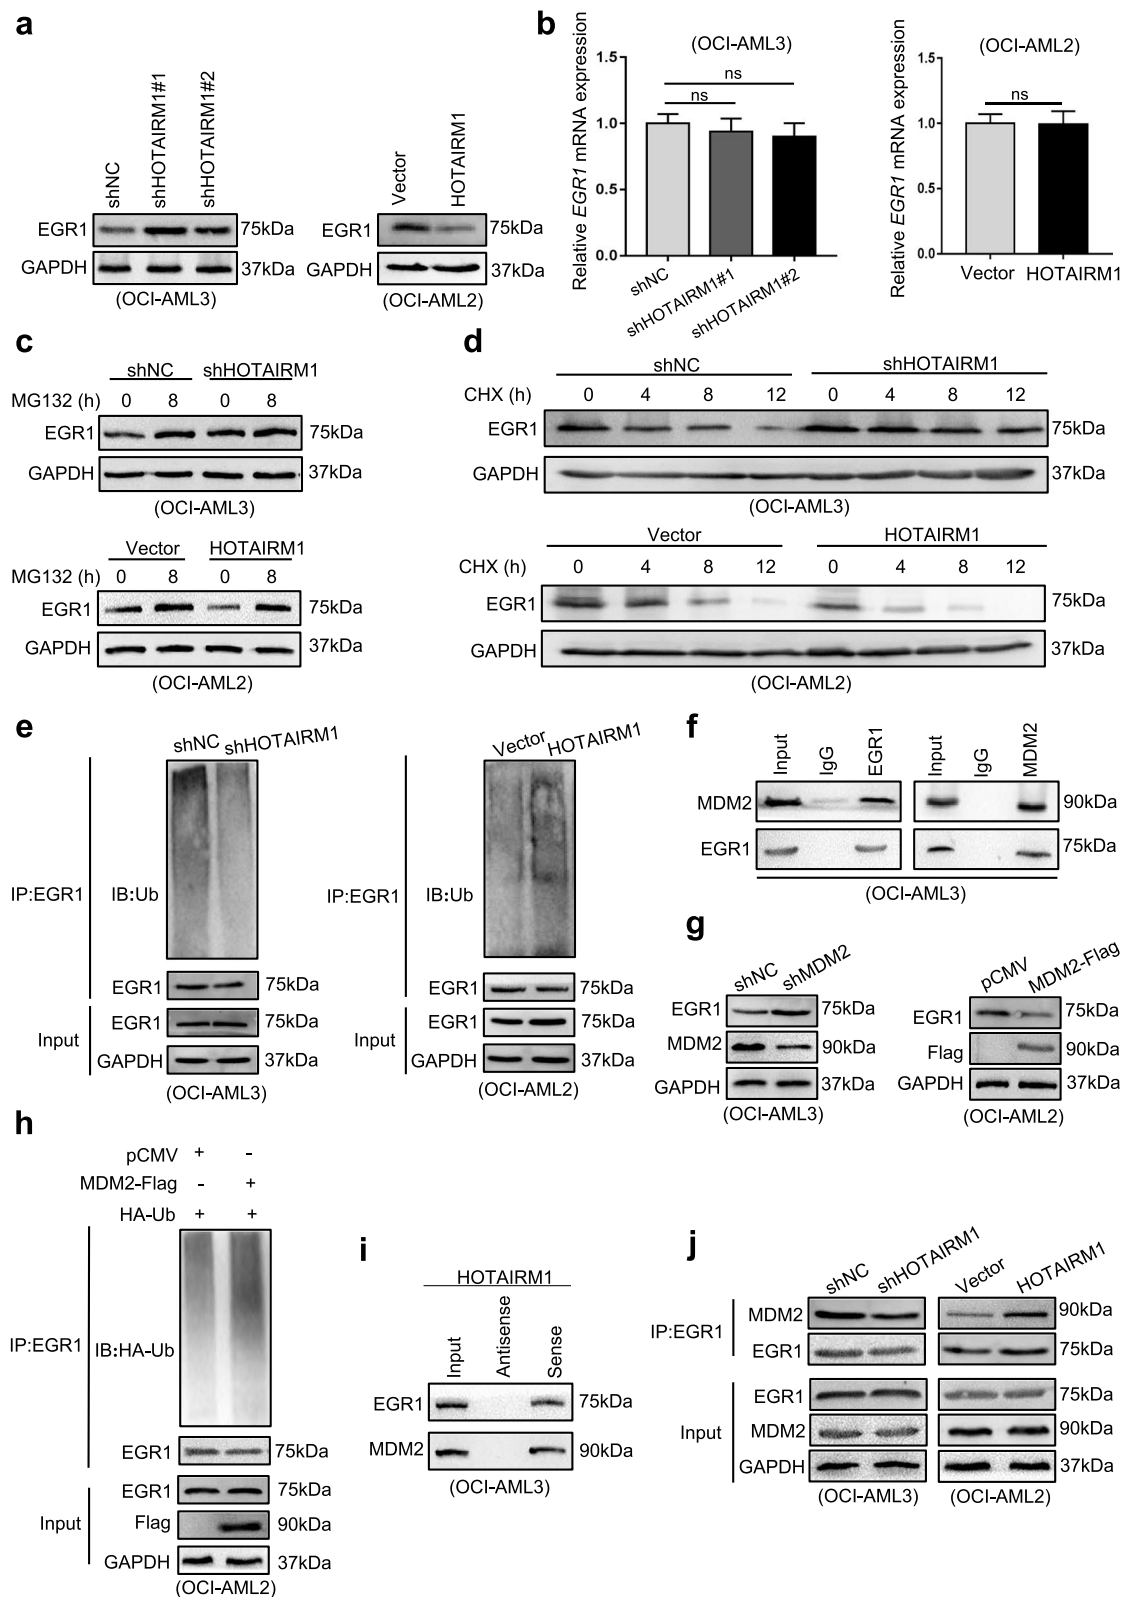 a
shNC
shHOTAIRM1#1
shHOTAIRM1#2
EGR1
75kDa
GAPDH
37kDa
(OCI-AML3)
Vector
HOTAIRM1
EGR1
75kDa
GAPDH
37kDa
(OCI-AML2)
b
(OCI-AML3)
Relative EGR1 mRNA expression
1.5
1.0
0.5
0.0
ns
ns
shNC
shHOTAIRM1#1
shHOTAIRM1#2
(OCI-AML2)
Relative EGR1 mRNA expression
1.5
1.0
0.5
0.0
ns
Vector HOTAIRM1
c
shNC shHOTAIRM1
MG132 (h) 0 8 0 8
EGR1 75kDa
GAPDH 37kDa
(OCI-AML3)
Vector HOTAIRM1
MG132 (h) 0 8 0 8
EGR1 75kDa
GAPDH 37kDa
(OCI-AML2)
d
shNC shHOTAIRM1
CHX (h) 0 4 8 12 0 4 8 12
EGR1 75kDa
GAPDH 37kDa
(OCI-AML3)
Vector HOTAIRM1
CHX (h) 0 4 8 12 0 4 8 12
EGR1 75kDa
GAPDH 37kDa
(OCI-AML2)
e
shNC shHOTAIRM1
IP:EGR1 IB:Ub
EGR1 75kDa
Input EGR1 75kDa
GAPDH 37kDa
(OCI-AML3)
Vector HOTAIRM1
IP:EGR1 IB:Ub
EGR1 75kDa
Input EGR1 75kDa
GAPDH 37kDa
(OCI-AML2)
f
Input IgG EGR1 Input IgG MDM2
MDM2 90kDa
EGR1 75kDa
(OCI-AML3)
g
shNC shMDM2
EGR1 75kDa
MDM2 90kDa
GAPDH 37kDa
(OCI-AML3)
pCMV MDM2-Flag
EGR1 75kDa
Flag 90kDa
GAPDH 37kDa
(OCI-AML2)
h
pCMV + -
MDM2-Flag - +
HA-Ub + +
IP:EGR1 IB:HA-Ub
EGR1 75kDa
Input EGR1 75kDa
Flag 90kDa
GAPDH 37kDa
(OCI-AML2)
i
HOTAIRM1
Input Antisense Sense
EGR1 75kDa
MDM2 90kDa
(OCI-AML3)
j
shNC shHOTAIRM1 Vector HOTAIRM1
IP:EGR1 MDM2 90kDa
EGR1 75kDa
Input EGR1 75kDa
MDM2 90kDa
GAPDH 37kDa
(OCI-AML3) (OCI-AML2)